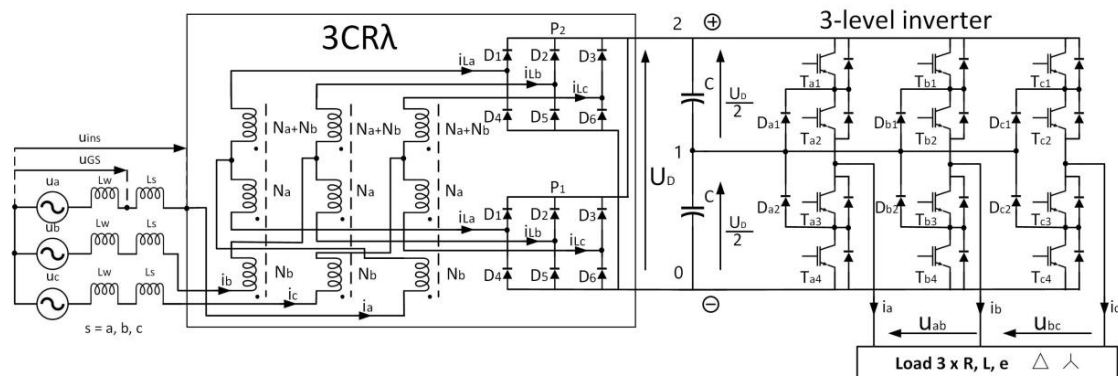 3CRλ
3-level inverter
P2
2
D1 D2 D3
iLa
iLb
iLc
D4 D5 D6
Na+Nb Na+Nb Na+Nb
Na Na Na
P1
D1 D2 D3
iLa
iLb
iLc
D4 D5 D6
Nb Nb Nb
uins
uGS
ua Lw Ls
ub Lw Ls
uc Lw Ls
s = a, b, c
ib
ic
ia
UD
C
UD
2
1
C
UD
2
0
Ta1 Tb1 Tc1
Da1 Db1 Dc1
Ta2 Tb2 Tc2
Da2 Db2 Dc2
Ta3 Tb3 Tc3
Ta4 Tb4 Tc4
ia ib ic
uab ubc
Load 3 x R, L, e